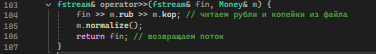 103 fstream& operator>>(fstream& fin, Money& m) {
104 fin >> m.rub >> m.kop; // читаем рубли и копейки из файла
105 m.normalize();
106 return fin; // возвращаем поток
107 }